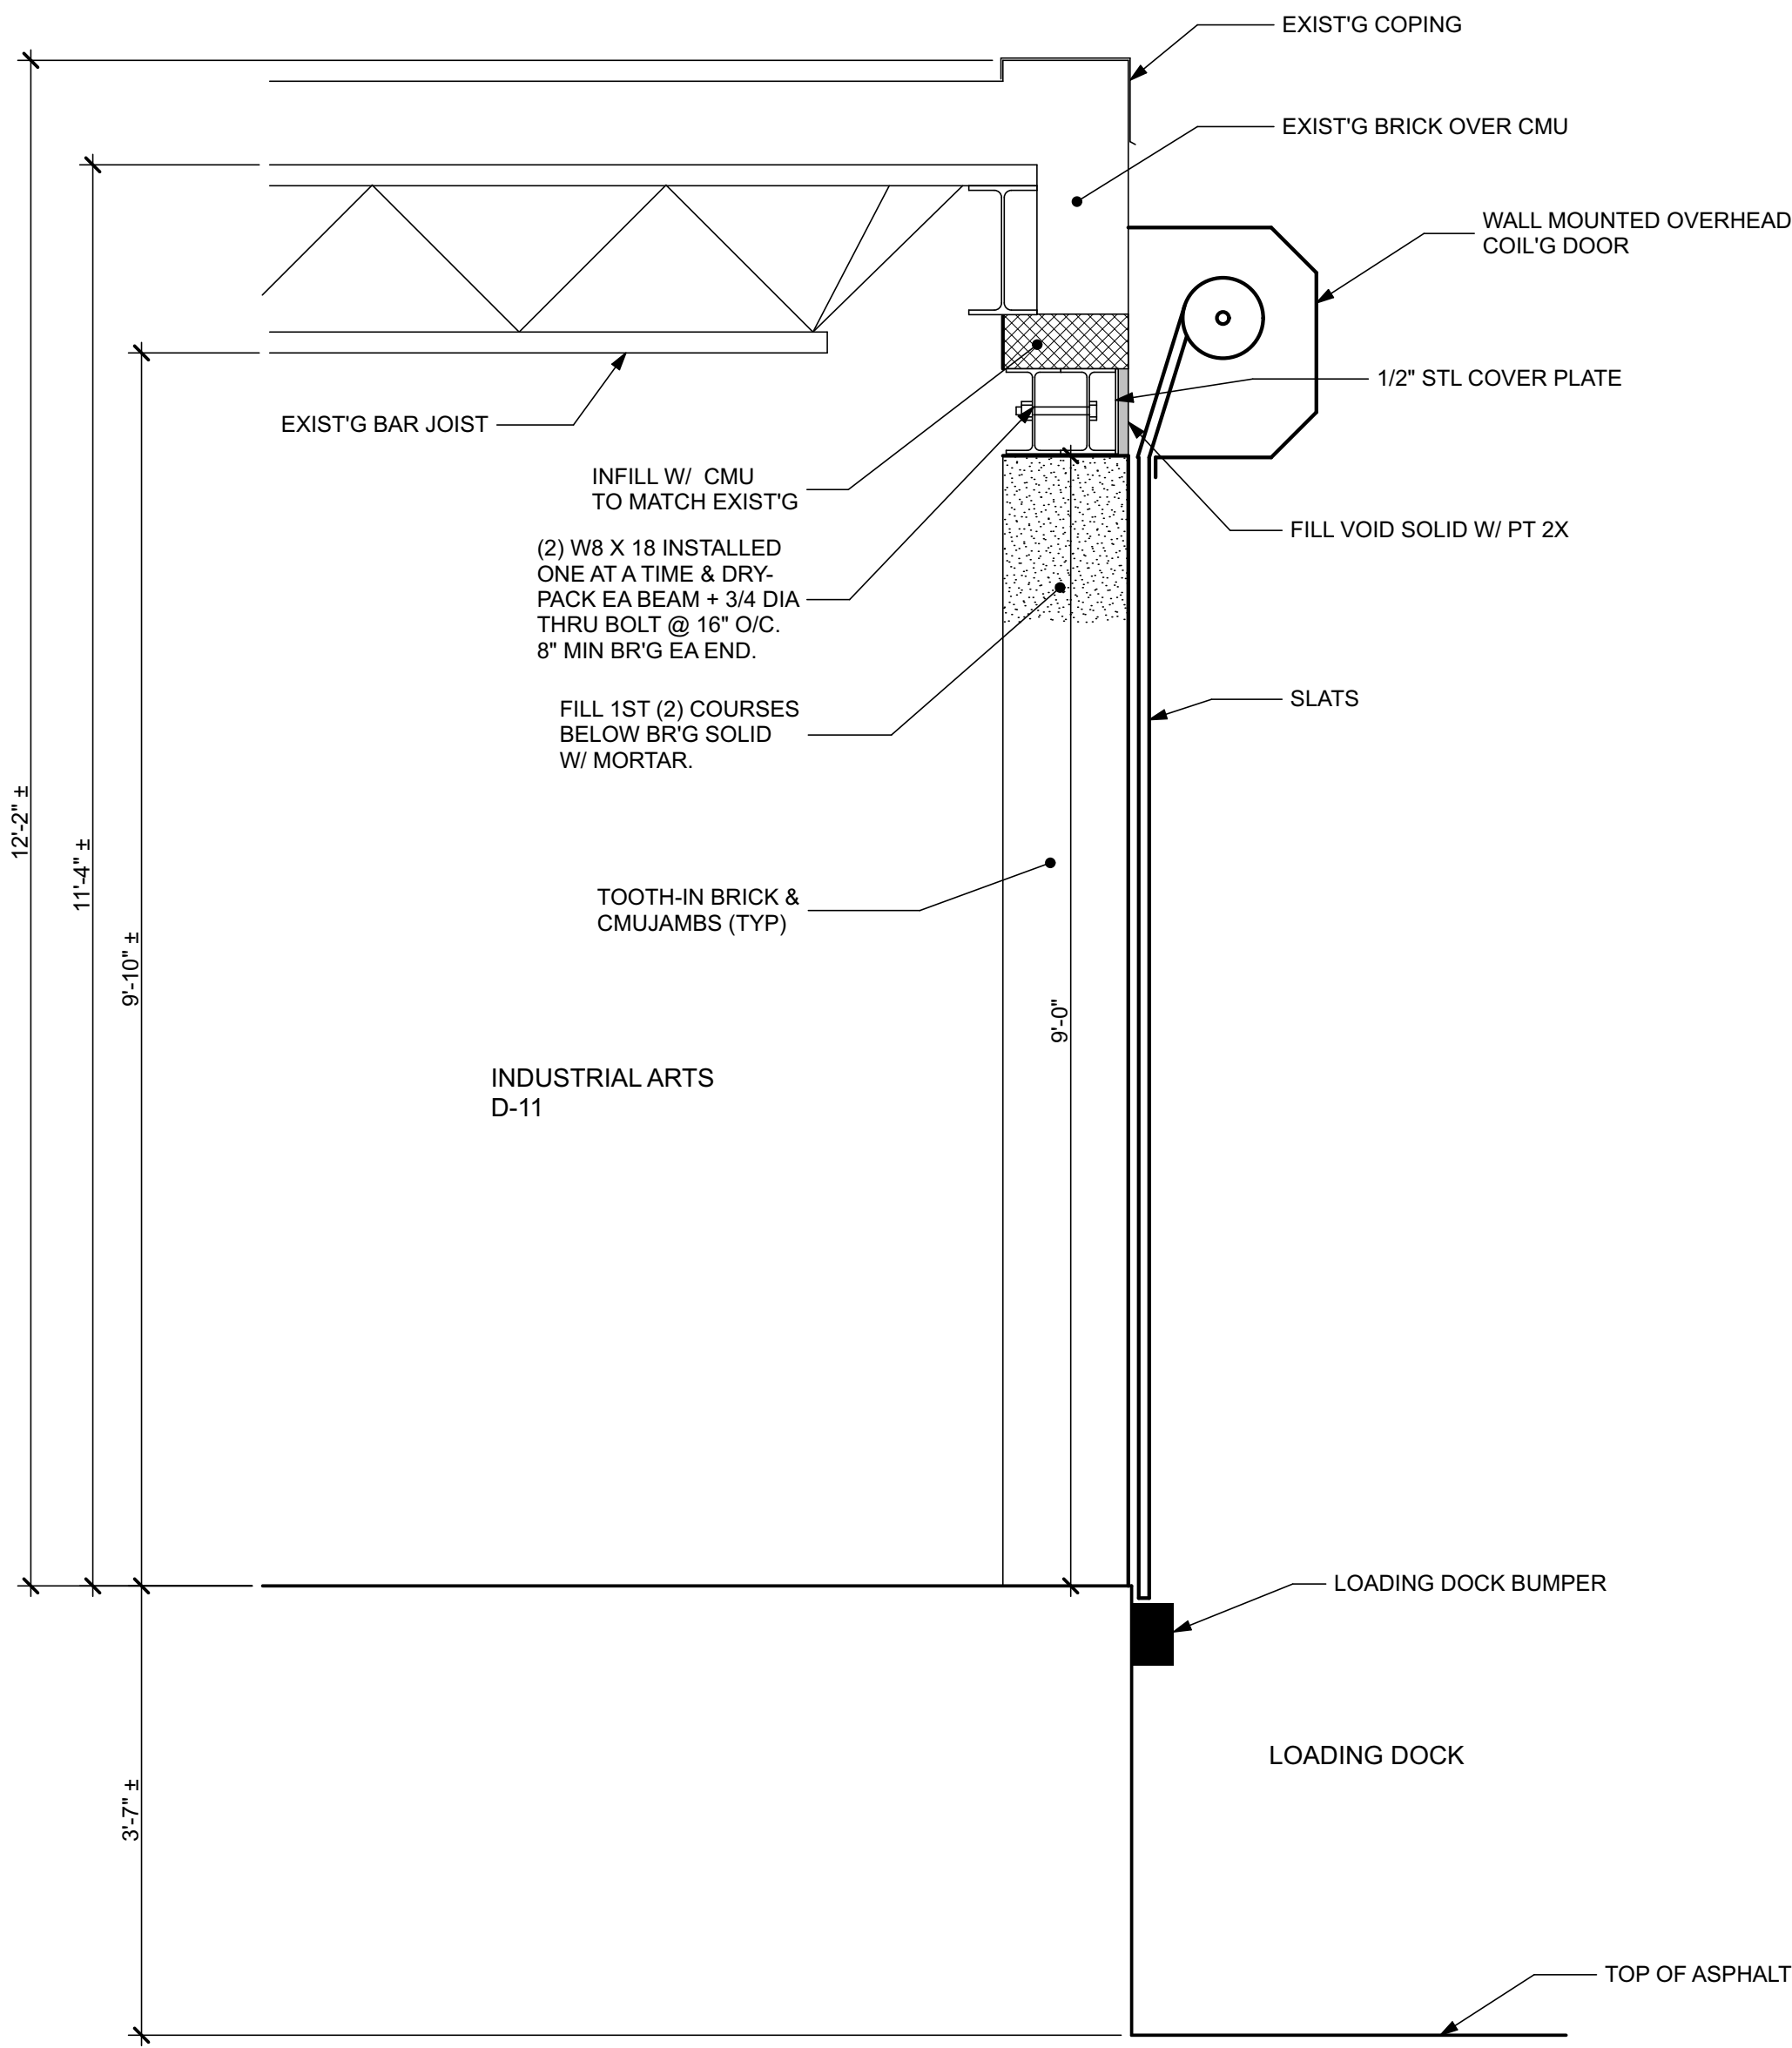 EXIST'G COPING
EXIST'G BRICK OVER CMU
WALL MOUNTED OVERHEAD
COIL'G DOOR
1/2" STL COVER PLATE
EXIST'G BAR JOIST
INFILL W/ CMU
TO MATCH EXIST'G
FILL VOID SOLID W/ PT 2X
(2) W8 X 18 INSTALLED
ONE AT A TIME & DRY-
PACK EA BEAM + 3/4 DIA
THRU BOLT @ 16" O/C.
8" MIN BR'G EA END.
SLATS
FILL 1ST (2) COURSES
BELOW BR'G SOLID
W/ MORTAR.
12'-2" ±
11'-4" ±
9'-10" ±
TOOTH-IN BRICK &
CMUJAMBS (TYP)
9'-0"
INDUSTRIAL ARTS
D-11
LOADING DOCK BUMPER
LOADING DOCK
3'-7" ±
TOP OF ASPHALT